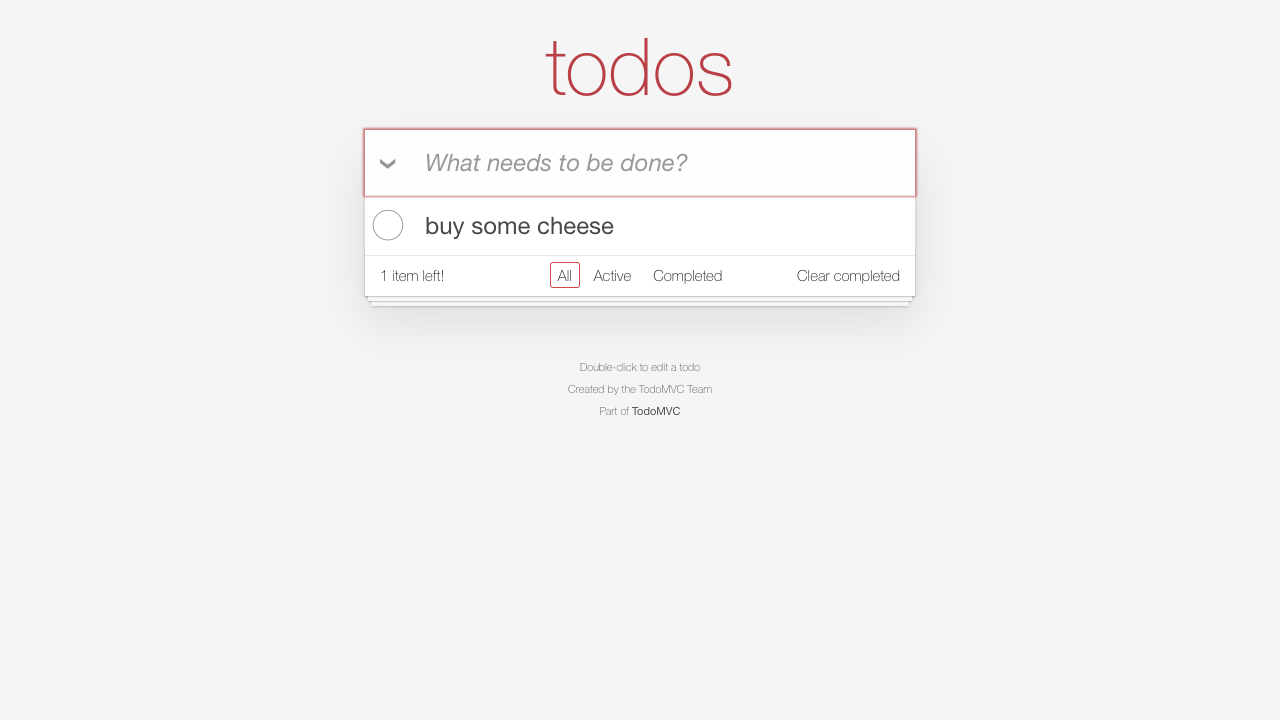 todos
What needs to be done?
buy some cheese
1 item left!
All
Active
Completed
Clear completed
Double-click to edit a todo
Created by the TodoMVC Team
Part of TodoMVC